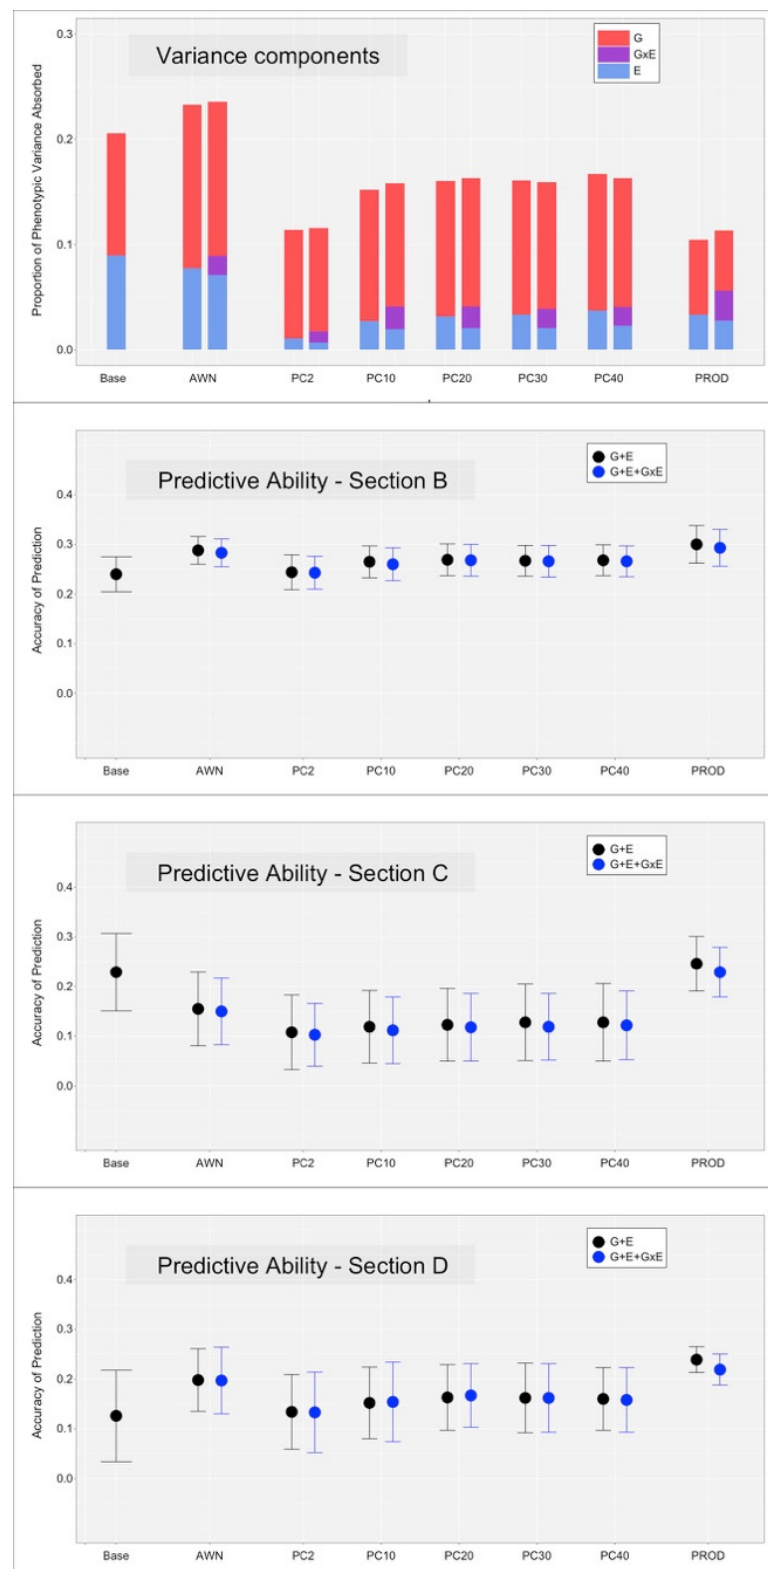 Variance components
G
GxE
E
Proportion of Phenotypic Variance Absorbed
0.3
0.2
0.1
0.0
Base AWN PC2 PC10 PC20 PC30 PC40 PROD
Predictive Ability - Section B
G+E
G+E+GxE
Accuracy of Prediction
0.4
0.3
0.2
0.1
0.0
Base AWN PC2 PC10 PC20 PC30 PC40 PROD
Predictive Ability - Section C
G+E
G+E+GxE
Accuracy of Prediction
0.4
0.3
0.2
0.1
0.0
Base AWN PC2 PC10 PC20 PC30 PC40 PROD
Predictive Ability - Section D
G+E
G+E+GxE
Accuracy of Prediction
0.4
0.3
0.2
0.1
0.0
Base AWN PC2 PC10 PC20 PC30 PC40 PROD